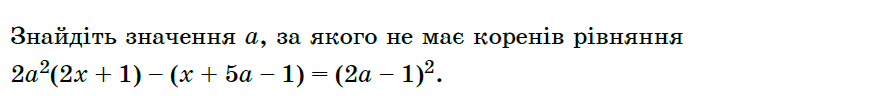 Знайдіть значення a, за якого не має коренів рівняння
2a²(2x + 1) − (x + 5a − 1) = (2a − 1)².